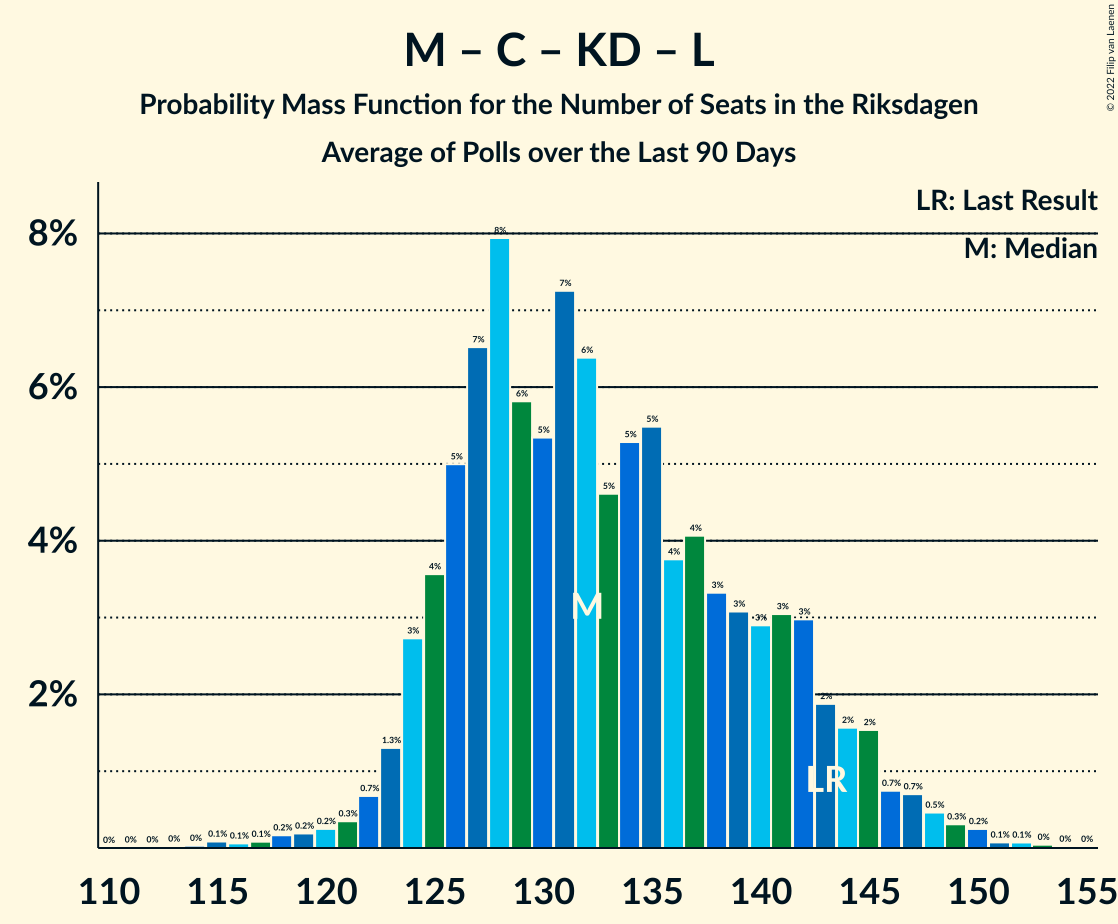 M – C – KD – L
Probability Mass Function for the Number of Seats in the Riksdagen
Average of Polls over the Last 90 Days
© 2022 Filip van Laenen
LR: Last Result
M: Median
8%
6%
4%
2%
0% 0% 0% 0% 0% 0.1% 0.1% 0.1% 0.2% 0.2% 0.2% 0.3% 0.7% 1.3% 3% 4% 5% 7% 8% 6% 5% 7% 6% 5% 5% 5% 4% 4% 3% 3% 3% 3% 3% 2% 2% 2% 0.7% 0.7% 0.5% 0.3% 0.2% 0.1% 0.1% 0% 0% 0%
M
LR
110 115 120 125 130 135 140 145 150 155